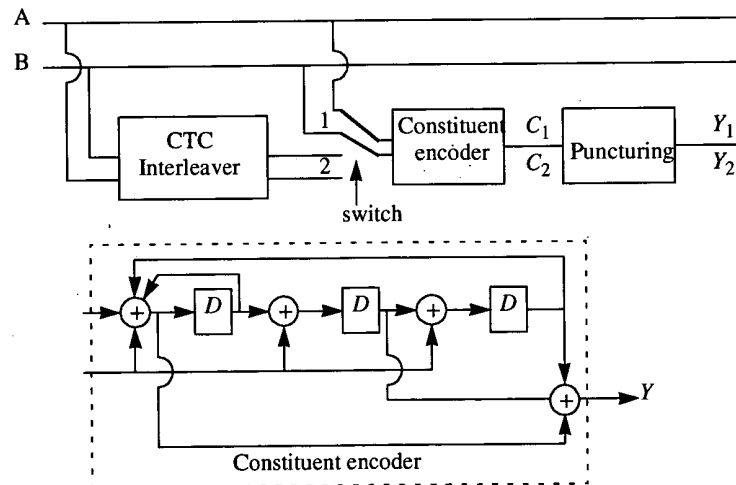 A
B
CTC
Interleaver
1
2
switch
Constituent
encoder
C1
C2
Puncturing
Y1
Y2
+
D
+
D
+
D
+
Y
Constituent encoder